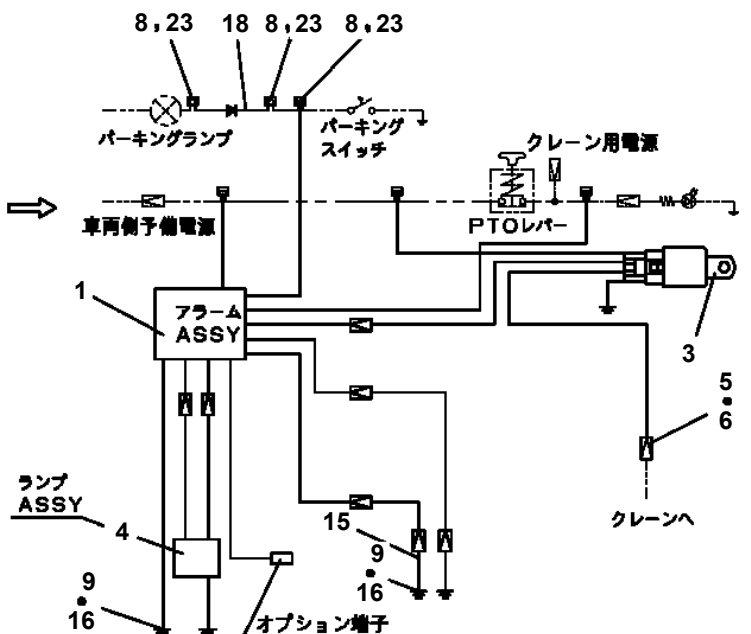 8,23 18 8,23 8,23
パーキングランプ
パーキング
スイッチ
クレーン用電源
車両側予備電源
PTOレバー
1
アラーム
ASSY
3
5
•
6
クレーンへ
ランプ
ASSY
4
15
9
•
16
9
•
16
オプション端子